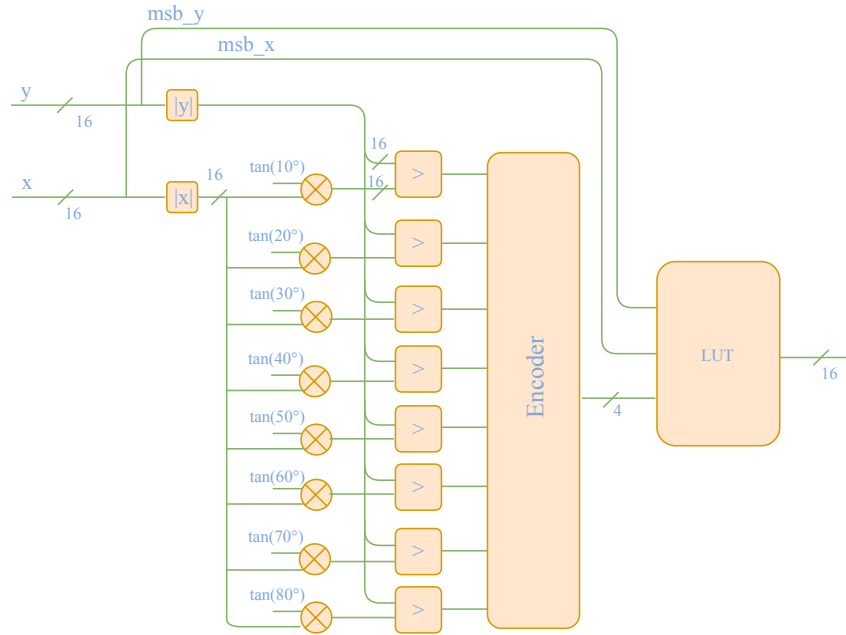 msb_y
msb_x
y
16
|y|
x
16
|x|
16
tan(10°)
16
16
>
tan(20°)
>
tan(30°)
>
tan(40°)
>
tan(50°)
>
tan(60°)
>
tan(70°)
>
tan(80°)
>
Encoder
4
LUT
16